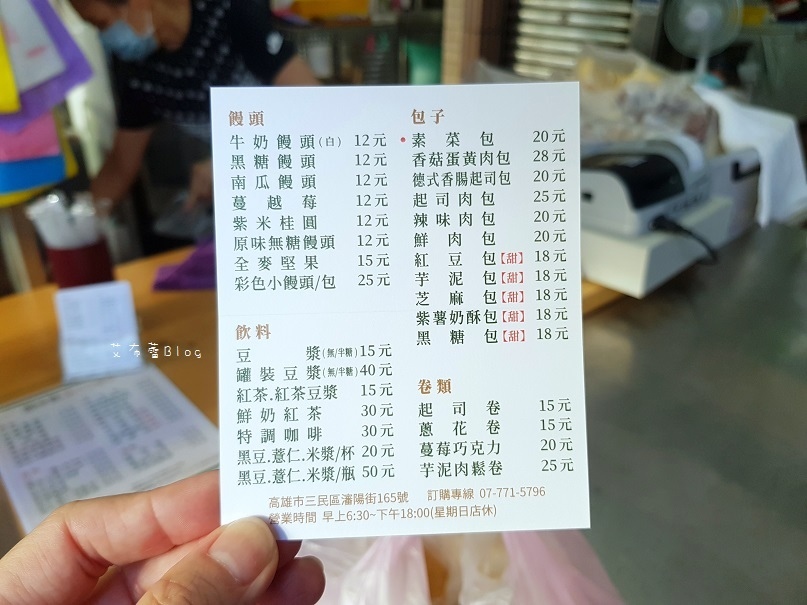 饅頭
牛奶饅頭(白) 12元
黑糖饅頭 12元
南瓜饅頭 12元
蔓越莓 12元
紫米桂圓 12元
原味無糖饅頭 12元
全麥堅果 15元
彩色小饅頭/包 25元
飲料
豆漿(無/半糖) 15元
罐裝豆漿(無/半糖) 40元
紅茶.紅茶豆漿 15元
鮮奶紅茶 30元
特調咖啡 30元
黑豆.薏仁.米漿/杯 20元
黑豆.薏仁.米漿/瓶 50元
包子
素菜包 20元
香菇蛋黃肉包 28元
德式香腸起司包 20元
起司肉包 25元
辣味肉包 20元
鮮肉包 20元
紅豆包【甜】 18元
芋泥包【甜】 18元
芝麻包【甜】 18元
紫薯奶酥包【甜】 18元
黑糖包【甜】 18元
卷類
起司卷 15元
蔥花卷 15元
蔓莓巧克力 20元
芋泥肉鬆卷 25元
高雄市三民區瀋陽街165號 訂購專線 07-771-5796
營業時間 早上6:30~下午18:00(星期日店休)
艾布蕾Blog